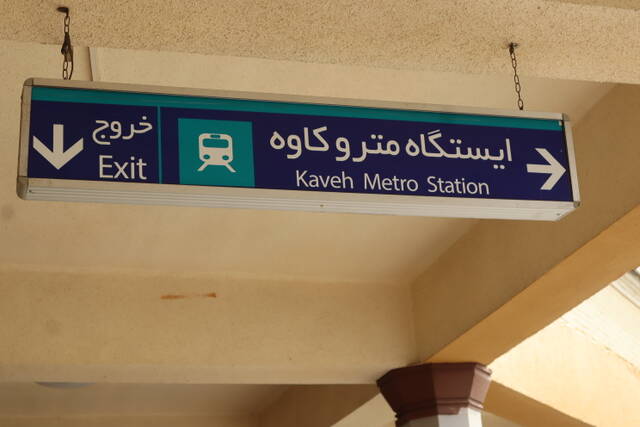 ایستگاه مترو کاوه
Kaveh Metro Station
خروج
Exit